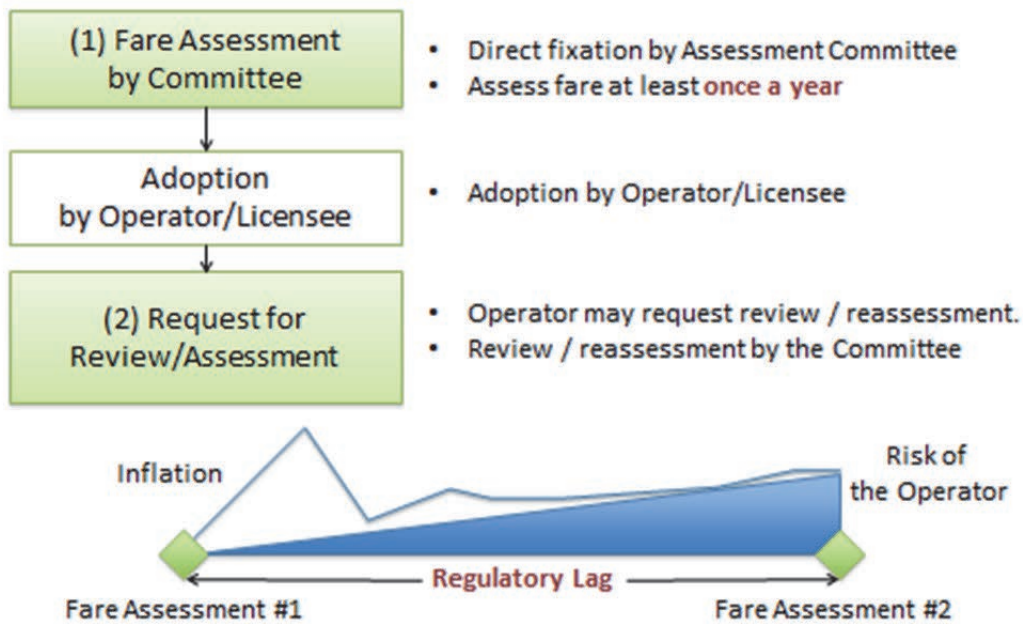 (1) Fare Assessment
by Committee
• Direct fixation by Assessment Committee
• Assess fare at least once a year
Adoption
by Operator/Licensee
• Adoption by Operator/Licensee
(2) Request for
Review/Assessment
• Operator may request review / reassessment.
• Review / reassessment by the Committee
Inflation
Risk of
the Operator
Regulatory Lag
Fare Assessment #1
Fare Assessment #2